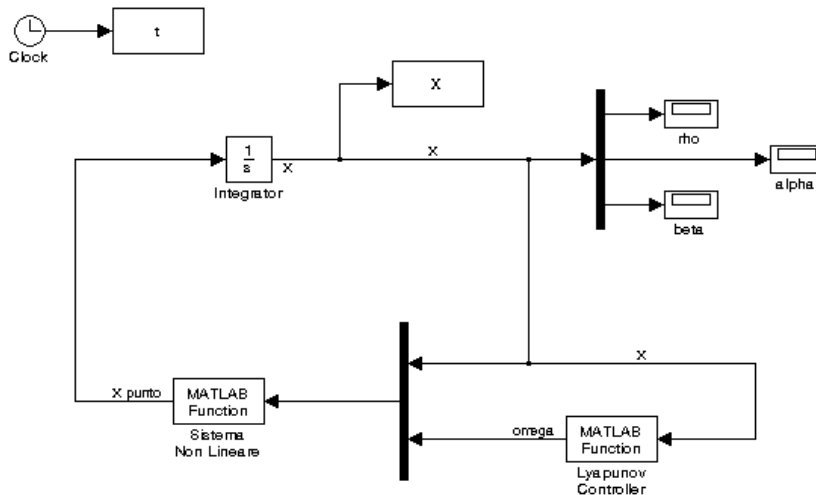 t
Clock
X
rho
alpha
beta
1
s
X
X
Integrator
X
X punto
MATLAB
Function
Sistema
Non Lineare
omega
MATLAB
Function
Lyapunov
Controller